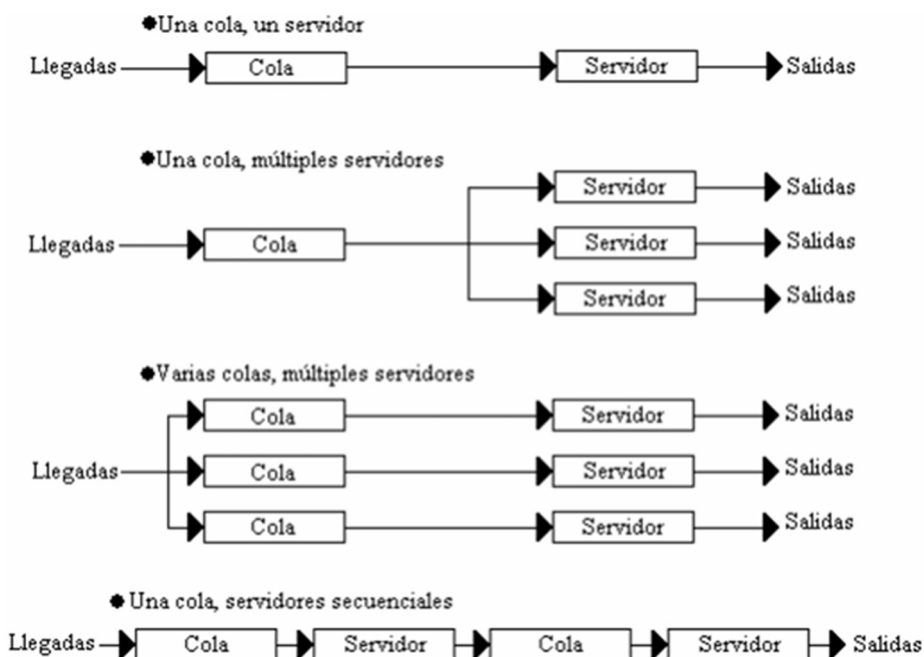 ●Una cola, un servidor
Llegadas Cola Servidor Salidas
●Una cola, múltiples servidores
Servidor Salidas
Llegadas Cola Servidor Salidas
Servidor Salidas
●Varias colas, múltiples servidores
Cola Servidor Salidas
Llegadas Cola Servidor Salidas
Cola Servidor Salidas
●Una cola, servidores secuenciales
Llegadas Cola Servidor Cola Servidor Salidas